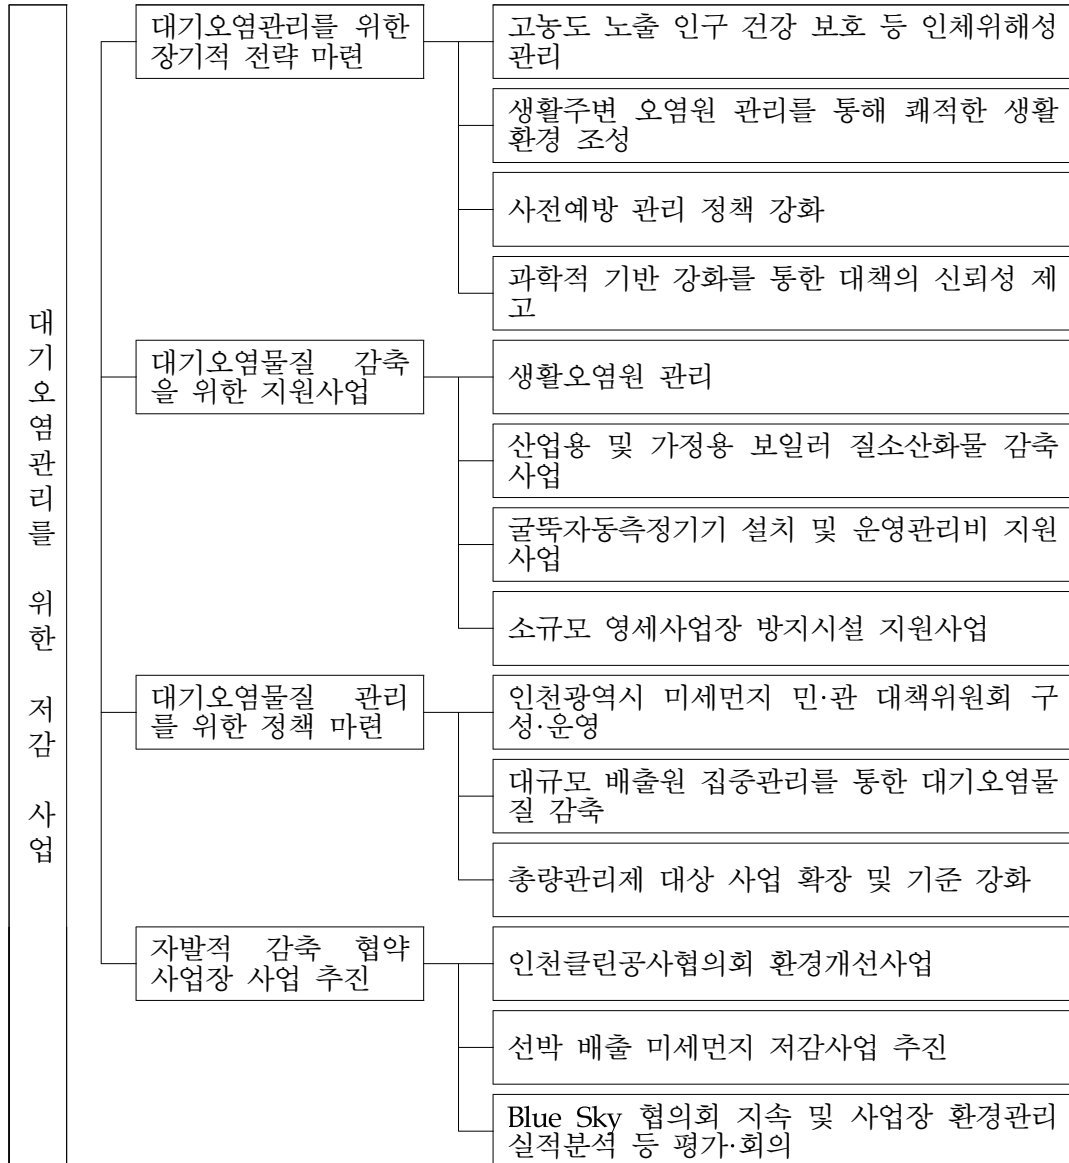 대기오염관리를 위한 저감 사업
대기오염관리를 위한
장기적 전략 마련
고농도 노출 인구 건강 보호 등 인체위해성
관리
생활주변 오염원 관리를 통해 쾌적한 생활
환경 조성
사전예방 관리 정책 강화
과학적 기반 강화를 통한 대책의 신뢰성 제
고
대기오염물질 감축
을 위한 지원사업
생활오염원 관리
산업용 및 가정용 보일러 질소산화물 감축
사업
굴뚝자동측정기기 설치 및 운영관리비 지원
사업
소규모 영세사업장 방지시설 지원사업
대기오염물질 관리
를 위한 정책 마련
인천광역시 미세먼지 민·관 대책위원회 구
성·운영
대규모 배출원 집중관리를 통한 대기오염물
질 감축
총량관리제 대상 사업 확장 및 기준 강화
자발적 감축 협약
사업장 사업 추진
인천클린공사협의회 환경개선사업
선박 배출 미세먼지 저감사업 추진
Blue Sky 협의회 지속 및 사업장 환경관리
실적분석 등 평가·회의